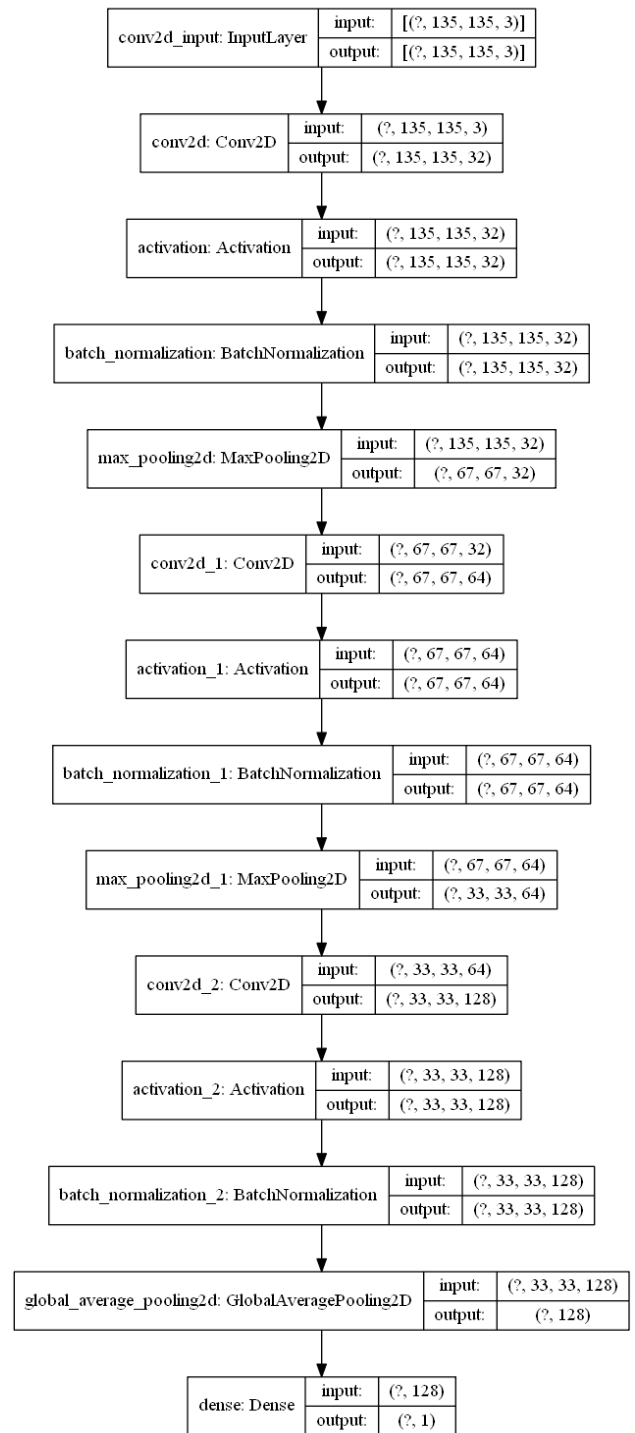 conv2d_input: InputLayer
input: [(?, 135, 135, 3)]
output: [(?, 135, 135, 3)]
conv2d: Conv2D
input: (?, 135, 135, 3)
output: (?, 135, 135, 32)
activation: Activation
input: (?, 135, 135, 32)
output: (?, 135, 135, 32)
batch_normalization: BatchNormalization
input: (?, 135, 135, 32)
output: (?, 135, 135, 32)
max_pooling2d: MaxPooling2D
input: (?, 135, 135, 32)
output: (?, 67, 67, 32)
conv2d_1: Conv2D
input: (?, 67, 67, 32)
output: (?, 67, 67, 64)
activation_1: Activation
input: (?, 67, 67, 64)
output: (?, 67, 67, 64)
batch_normalization_1: BatchNormalization
input: (?, 67, 67, 64)
output: (?, 67, 67, 64)
max_pooling2d_1: MaxPooling2D
input: (?, 67, 67, 64)
output: (?, 33, 33, 64)
conv2d_2: Conv2D
input: (?, 33, 33, 64)
output: (?, 33, 33, 128)
activation_2: Activation
input: (?, 33, 33, 128)
output: (?, 33, 33, 128)
batch_normalization_2: BatchNormalization
input: (?, 33, 33, 128)
output: (?, 33, 33, 128)
global_average_pooling2d: GlobalAveragePooling2D
input: (?, 33, 33, 128)
output: (?, 128)
dense: Dense
input: (?, 128)
output: (?, 1)